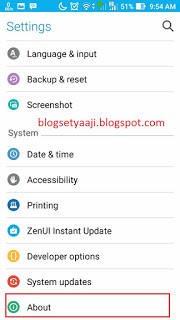 51% 9:54 AM
Settings
Language & input
Backup & reset
Screenshot
blogsetyaaji.blogspot.com
System
Date & time
Accessibility
Printing
ZenUI Instant Update
Developer options
System updates
About